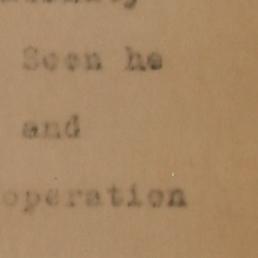 Soon he
and
operation